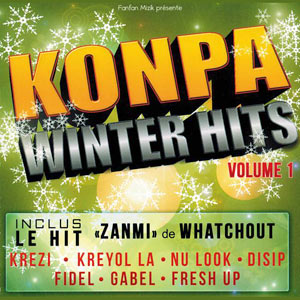 Fanfan Mizik présente
KONPA
WINTER HITS
VOLUME 1
INCLUS
LE HIT «ZANMI» de WHATCHOUT
KREZI • KREYOL LA • NU LOOK • DISIP
FIDEL • GABEL • FRESH UP